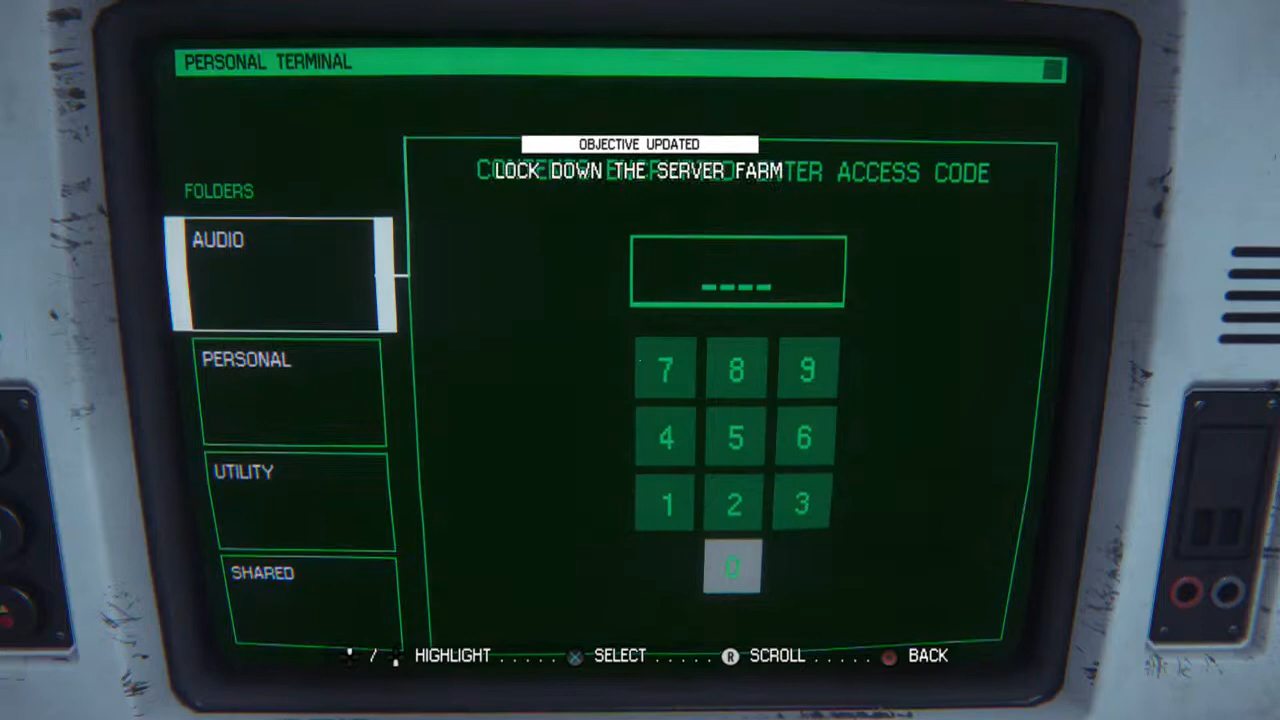 PERSONAL TERMINAL
OBJECTIVE UPDATED
LOCK DOWN THE SERVER FARM
ENTER ACCESS CODE
FOLDERS
AUDIO
PERSONAL
UTILITY
SHARED
7 8 9
4 5 6
1 2 3
0
/ HIGHLIGHT ..... X SELECT ..... R SCROLL ..... BACK